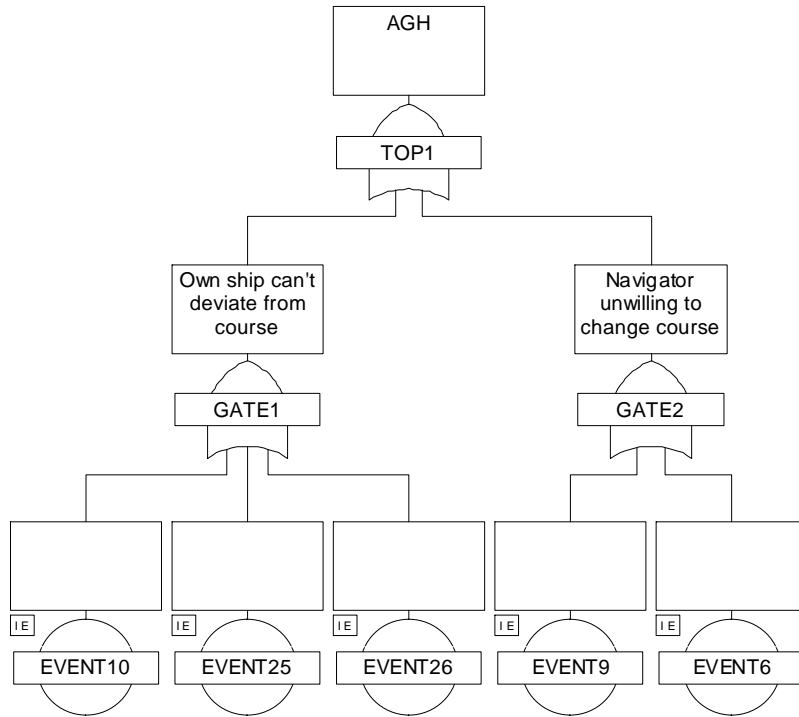 AGH
TOP1
Own ship can't
deviate from
course
Navigator
unwilling to
change course
GATE1
GATE2
IE
IE
IE
IE
IE
EVENT10
EVENT25
EVENT26
EVENT9
EVENT6